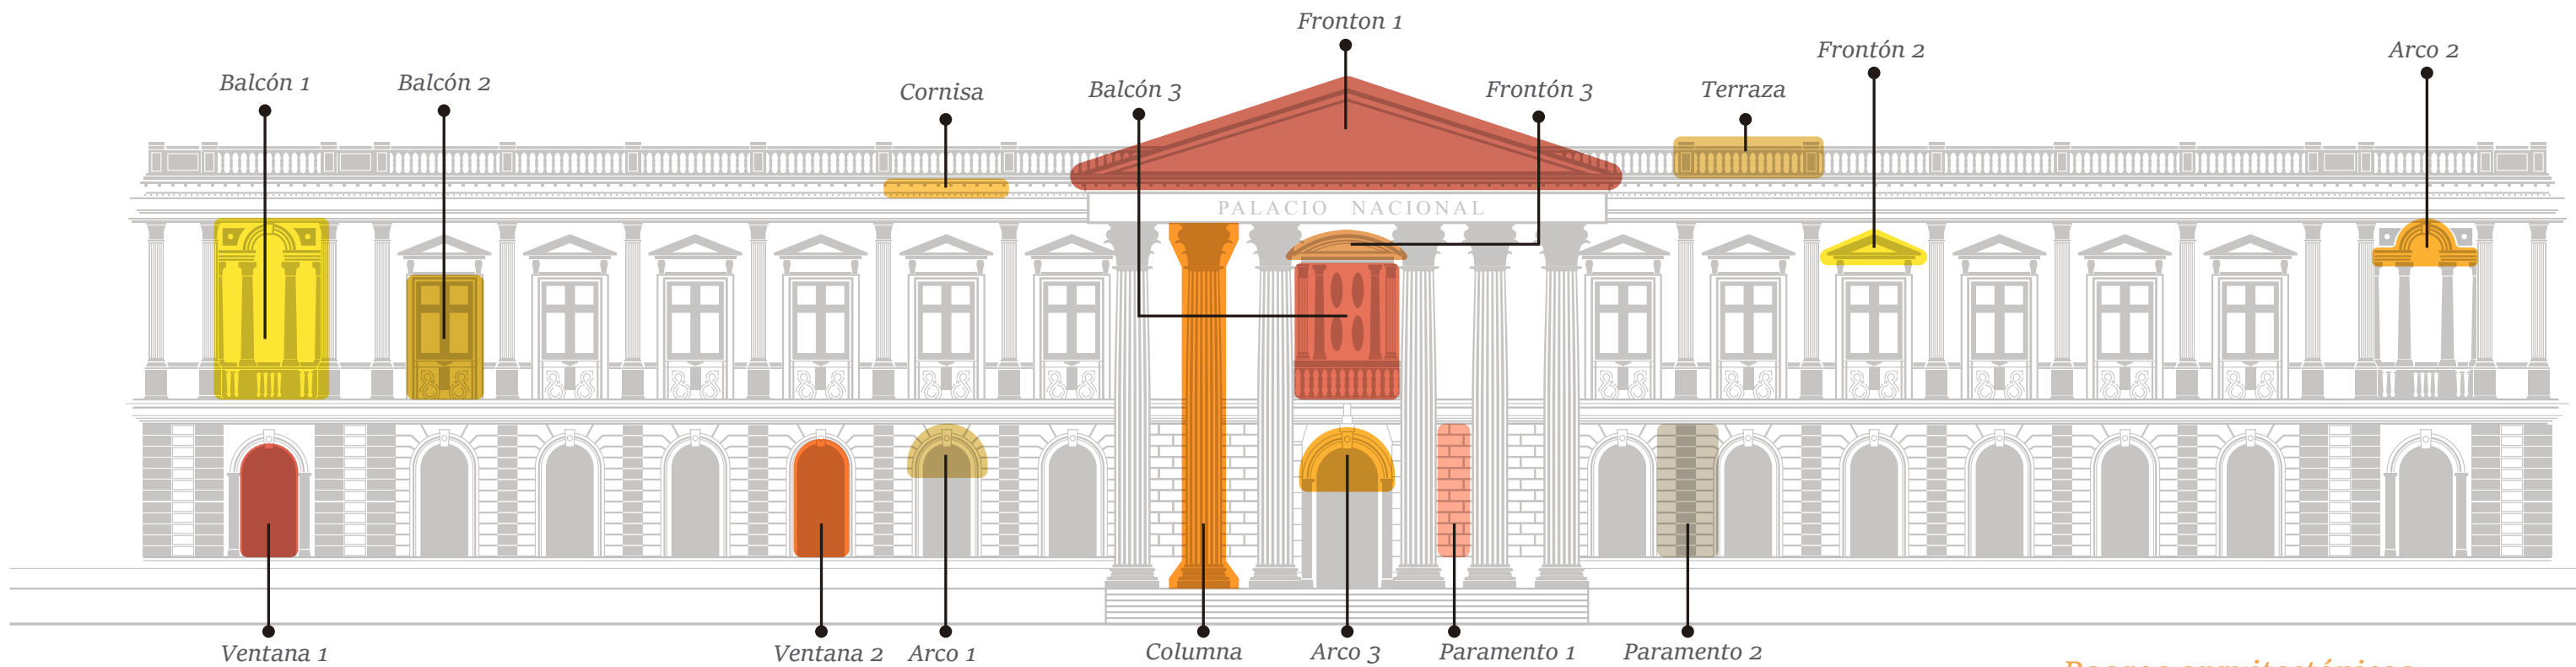 Fronton 1
Frontón 2
Arco 2
Balcón 1
Balcón 2
Cornisa
Balcón 3
Frontón 3
Terraza
PALACIO NACIONAL
Ventana 1
Ventana 2
Arco 1
Columna
Arco 3
Paramento 1
Paramento 2